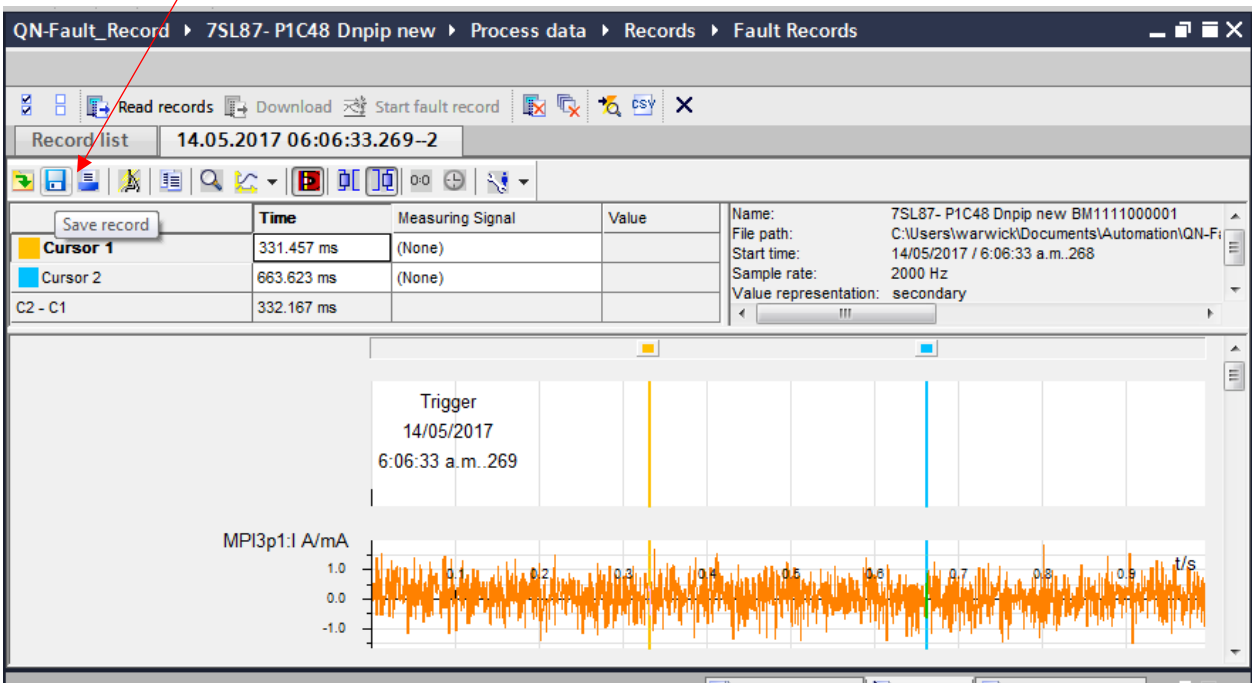 QN-Fault_Record ▸ 7SL87- P1C48 Dnpip new ▸ Process data ▸ Records ▸ Fault Records
Read records Download Start fault record CSV
Record list 14.05.2017 06:06:33.269--2
0:0
Time Measuring Signal Value
Save record
Cursor 1 331.457 ms (None)
Cursor 2 663.623 ms (None)
C2 - C1 332.167 ms
Name: 7SL87- P1C48 Dnpip new BM1111000001
File path: C:\Users\warwick\Documents\Automation\QN-F
Start time: 14/05/2017 / 6:06:33 a.m..268
Sample rate: 2000 Hz
Value representation: secondary
Trigger
14/05/2017
6:06:33 a.m..269
MPI3p1:I A/mA
1.0
0.0
-1.0
0.1 0.2 0.3 0.4 0.5 0.6 0.7 0.8 0.9 t/s